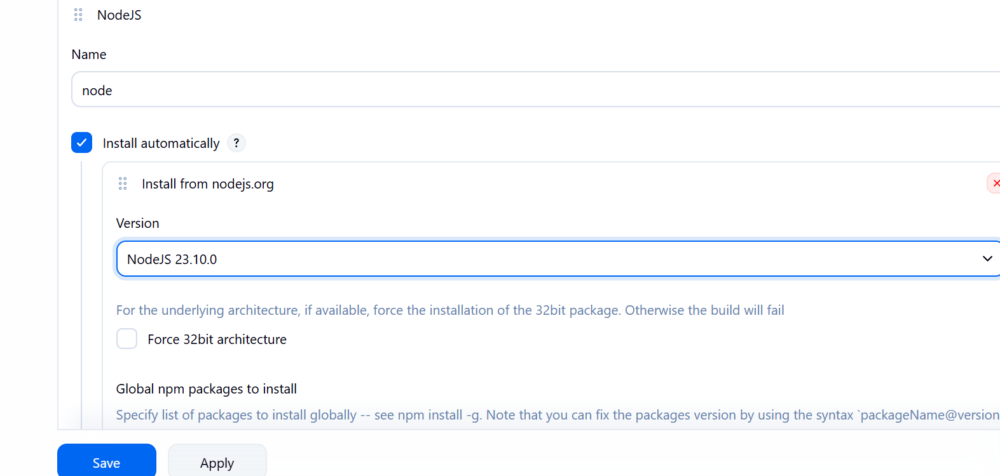 NodeJS
Name
node
Install automatically ?
Install from nodejs.org
Version
NodeJS 23.10.0
For the underlying architecture, if available, force the installation of the 32bit package. Otherwise the build will fail
Force 32bit architecture
Global npm packages to install
Specify list of packages to install globally -- see npm install -g. Note that you can fix the packages version by using the syntax `packageName@version
Save Apply